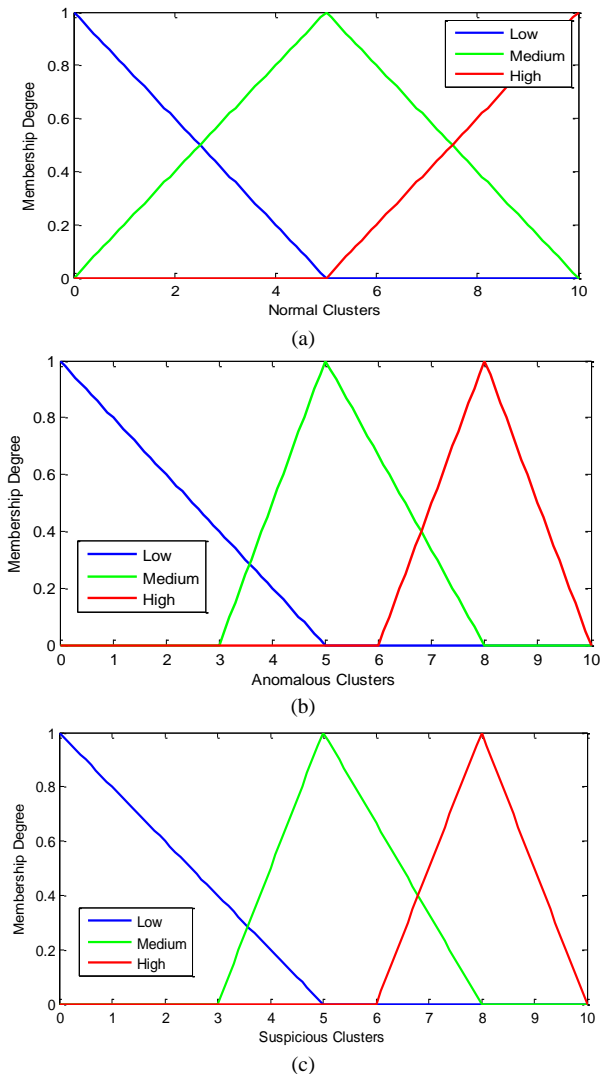 1
0.8
0.6
0.4
0.2
0
Membership Degree
Low
Medium
High
0 2 4 6 8 10
Normal Clusters
(a)
1
0.8
0.6
0.4
0.2
0
Membership Degree
Low
Medium
High
0 1 2 3 4 5 6 7 8 9 10
Anomalous Clusters
(b)
1
0.8
0.6
0.4
0.2
0
Membership Degree
Low
Medium
High
0 1 2 3 4 5 6 7 8 9 10
Suspicious Clusters
(c)